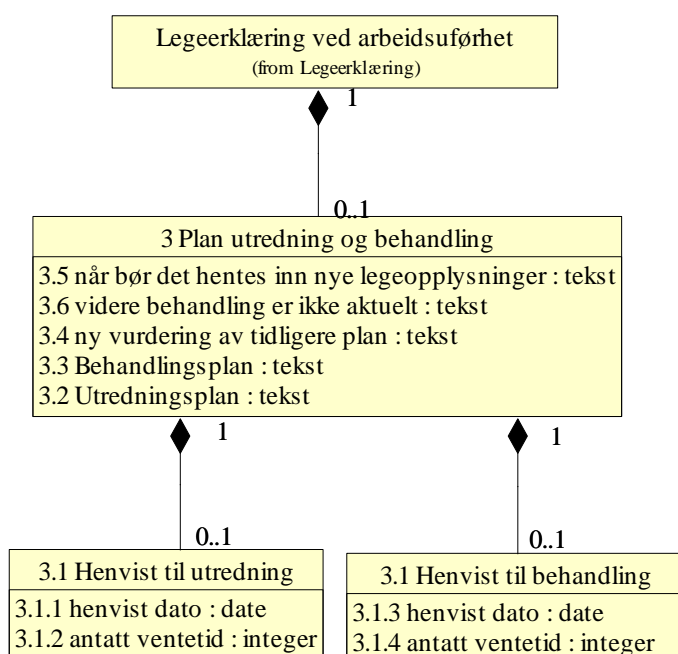 Legeerklæring ved arbeidsuførhet
(from Legeerklæring)
1
0..1
3 Plan utredning og behandling
3.5 når bør det hentes inn nye legeopplysninger : tekst
3.6 videre behandling er ikke aktuelt : tekst
3.4 ny vurdering av tidligere plan : tekst
3.3 Behandlingsplan : tekst
3.2 Utredningsplan : tekst
1
1
0..1
0..1
3.1 Henvist til utredning
3.1.1 henvist dato : date
3.1.2 antatt ventetid : integer
3.1 Henvist til behandling
3.1.3 henvist dato : date
3.1.4 antatt ventetid : integer